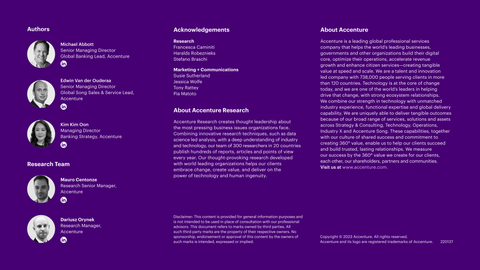 Authors
Michael Abbott
Senior Managing Director
Global Banking Lead, Accenture
Edwin Van der Ouderaa
Senior Managing Director
Global Song Sales & Service Lead,
Accenture
Kim Kim Oon
Managing Director
Banking Strategy, Accenture
Research Team
Mauro Centonze
Research Senior Manager,
Accenture
Dariusz Orynek
Research Manager,
Accenture
Acknowledgements
Research
Francesca Caminiti
Haralds Robeznieks
Stefano Braschi
Marketing + Communications
Susie Sutherland
Jessica Wolfe
Tony Rattey
Pia Matolic
About Accenture Research
Accenture Research creates thought leadership about
the most pressing business issues organizations face.
Combining innovative research techniques, such as data
science led analysis, with a deep understanding of industry
and technology, our team of 300 researchers in 20 countries
publish hundreds of reports, articles and points of view
every year. Our thought-provoking research developed
with world leading organizations helps our clients
embrace change, create value, and deliver on the
power of technology and human ingenuity.
Disclaimer: This content is provided for general information purposes and
is not intended to be used in place of consultation with our professional
advisors. This document refers to marks owned by third parties. All
such third-party marks are the property of their respective owners. No
sponsorship, endorsement or approval of this content by the owners of
such marks is intended, expressed or implied.
About Accenture
Accenture is a leading global professional services
company that helps the world's leading businesses,
governments and other organizations build their digital
core, optimize their operations, accelerate revenue
growth and enhance citizen services—creating tangible
value at speed and scale. We are a talent and innovation
led company with 738,000 people serving clients in more
than 120 countries. Technology is at the core of change
today, and we are one of the world's leaders in helping
drive that change, with strong ecosystem relationships.
We combine our strength in technology with unmatched
industry experience, functional expertise and global delivery
capability. We are uniquely able to deliver tangible outcomes
because of our broad range of services, solutions and assets
across Strategy & Consulting, Technology, Operations,
Industry X and Accenture Song. These capabilities, together
with our culture of shared success and commitment to
creating 360° value, enable us to help our clients succeed
and build trusted, lasting relationships. We measure
our success by the 360° value we create for our clients,
each other, our shareholders, partners and communities.
Visit us at www.accenture.com.
Copyright © 2023 Accenture. All rights reserved.
Accenture and its logo are registered trademarks of Accenture. 220137